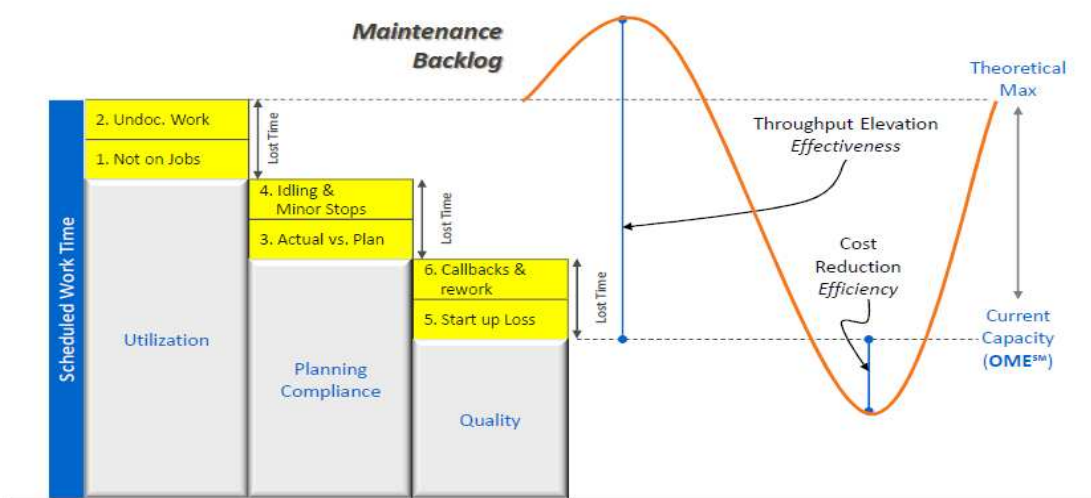 Maintenance
Backlog
Theoretical
Max
2. Undoc. Work
1. Not on Jobs
Lost Time
Throughput Elevation
Effectiveness
4. Idling &
Minor Stops
3. Actual vs. Plan
Lost Time
Cost
Reduction
Efficiency
6. Callbacks &
rework
5. Start up Loss
Lost Time
Current
Capacity
(OME℠)
Scheduled Work Time
Utilization
Planning
Compliance
Quality